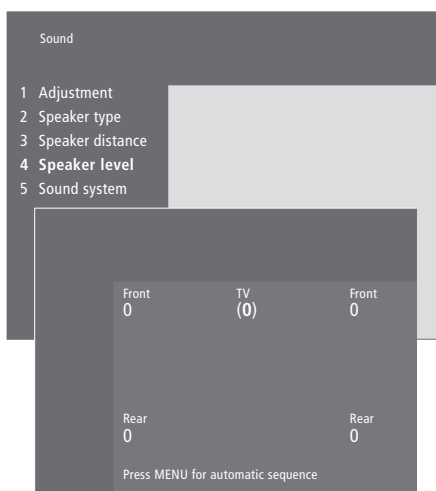 Sound
1 Adjustment
2 Speaker type
3 Speaker distance
4 Speaker level
5 Sound system
Front TV Front
0 (0) 0
Rear Rear
0 0
Press MENU for automatic sequence